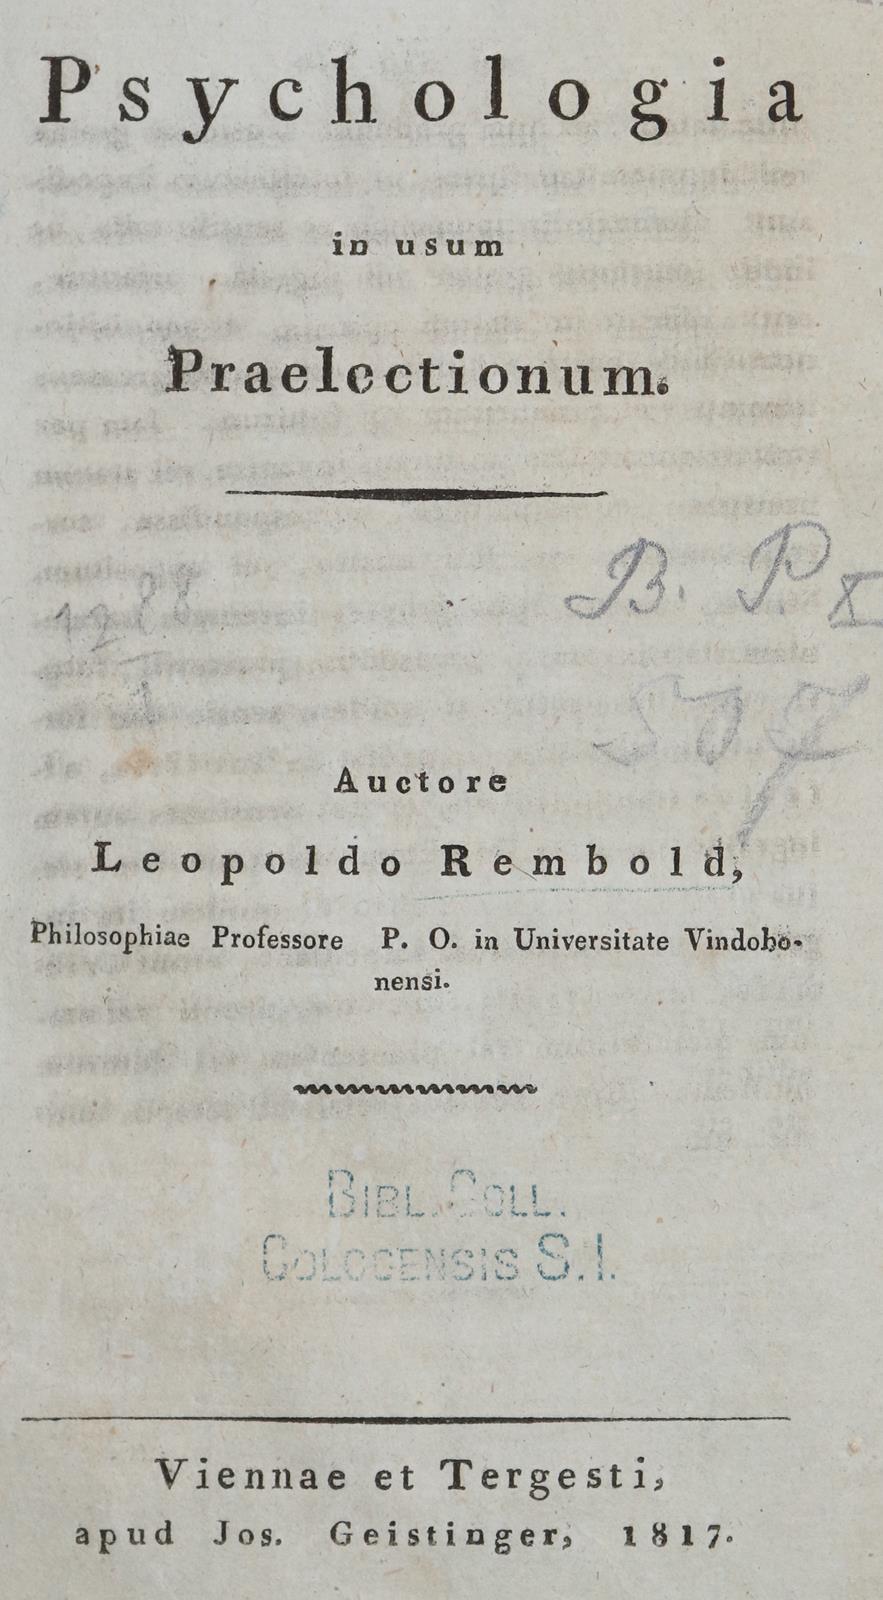 Psychologia
in usum
Praelectionum.
B. P. X
Auctore
Leopoldo Rembold,
Philosophiae Professore P. O. in Universitate Vindobo-
nensi.
BIBL. COLL.
COLOCENSIS S.I.
Viennae et Tergesti,
apud Jos. Geistinger, 1817.